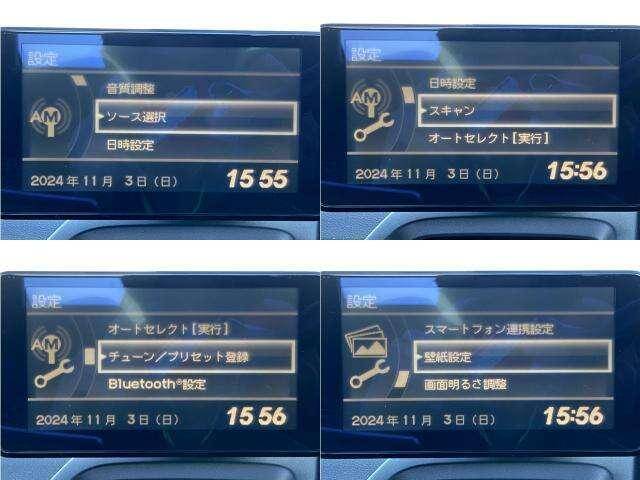 設定
音質調整
ソース選択
日時設定
AM
2024年11月 3日(日)
15 55
設定
日時設定
スキャン
オートセレクト[実行]
AM
2024年11月 3日(日)
15:56
設定
オートセレクト[実行]
チューン/プリセット登録
Bluetooth®設定
AM
2024年11月 3日(日)
15 56
設定
スマートフォン連携設定
壁紙設定
画面明るさ調整
2024年11月 3日(日)
15:56